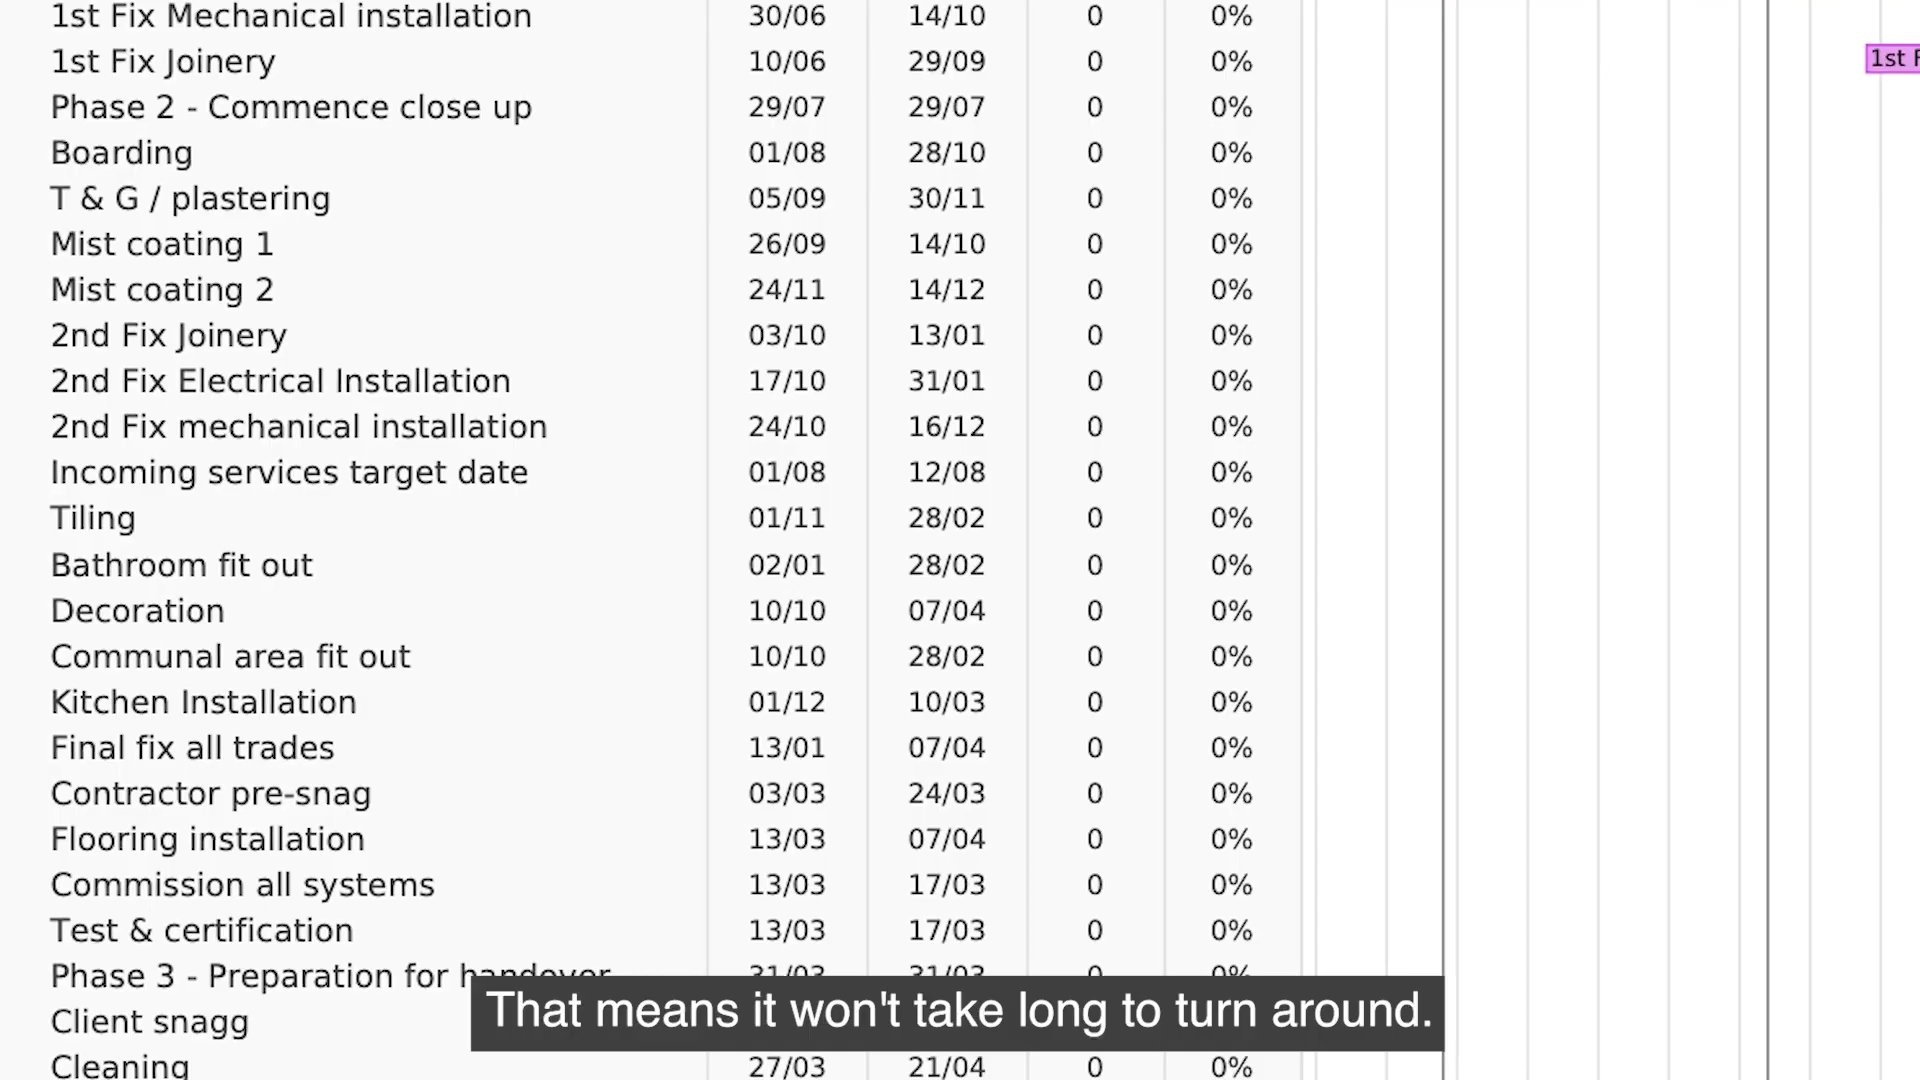 1st Fix Mechanical installation 30/06 14/10 0 0%
1st Fix Joinery 10/06 29/09 0 0% 1st F
Phase 2 - Commence close up 29/07 29/07 0 0%
Boarding 01/08 28/10 0 0%
T & G / plastering 05/09 30/11 0 0%
Mist coating 1 26/09 14/10 0 0%
Mist coating 2 24/11 14/12 0 0%
2nd Fix Joinery 03/10 13/01 0 0%
2nd Fix Electrical Installation 17/10 31/01 0 0%
2nd Fix mechanical installation 24/10 16/12 0 0%
Incoming services target date 01/08 12/08 0 0%
Tiling 01/11 28/02 0 0%
Bathroom fit out 02/01 28/02 0 0%
Decoration 10/10 07/04 0 0%
Communal area fit out 10/10 28/02 0 0%
Kitchen Installation 01/12 10/03 0 0%
Final fix all trades 13/01 07/04 0 0%
Contractor pre-snag 03/03 24/03 0 0%
Flooring installation 13/03 07/04 0 0%
Commission all systems 13/03 17/03 0 0%
Test & certification 13/03 17/03 0 0%
Phase 3 - Preparation for handover 31/03 31/03 0 0%
That means it won't take long to turn around.
Client snagg
Cleaning 27/03 21/04 0 0%